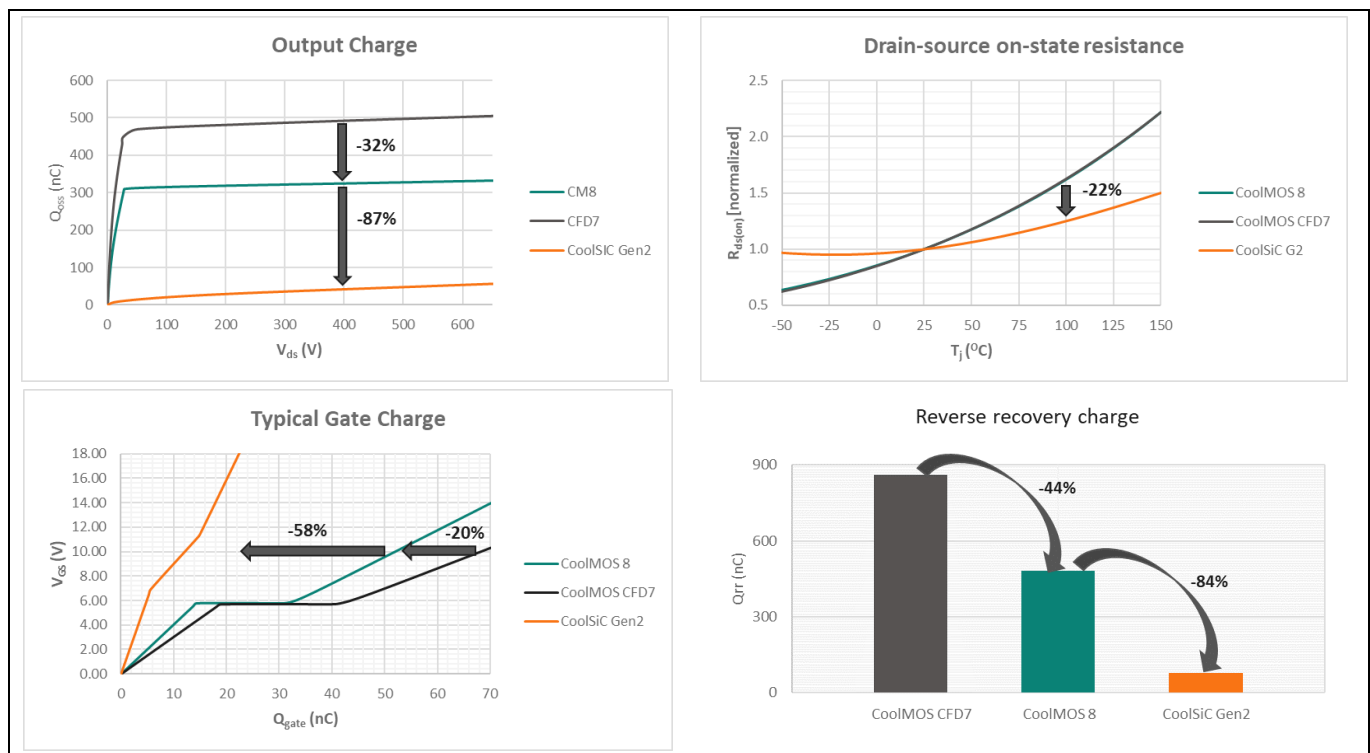 Output Charge
600
500
400
300
200
100
0
Qoss (nC)
0 100 200 300 400 500 600
Vds (V)
-32%
-87%
CM8
CFD7
CoolSIC Gen2
Drain-source on-state resistance
2.5
2.0
1.5
1.0
0.5
Rds(on) [normalized]
-50 -25 0 25 50 75 100 125 150
Tj (OC)
-22%
CoolMOS 8
CoolMOS CFD7
CoolSiC G2
Typical Gate Charge
18.00
16.00
14.00
12.00
10.00
8.00
6.00
4.00
2.00
0.00
VGS (V)
0 10 20 30 40 50 60 70
Qgate (nC)
-58%
-20%
CoolMOS 8
CoolMOS CFD7
CoolSiC Gen2
Reverse recovery charge
900
600
300
0
Qrr (nC)
-44%
-84%
CoolMOS CFD7 CoolMOS 8 CoolSiC Gen2